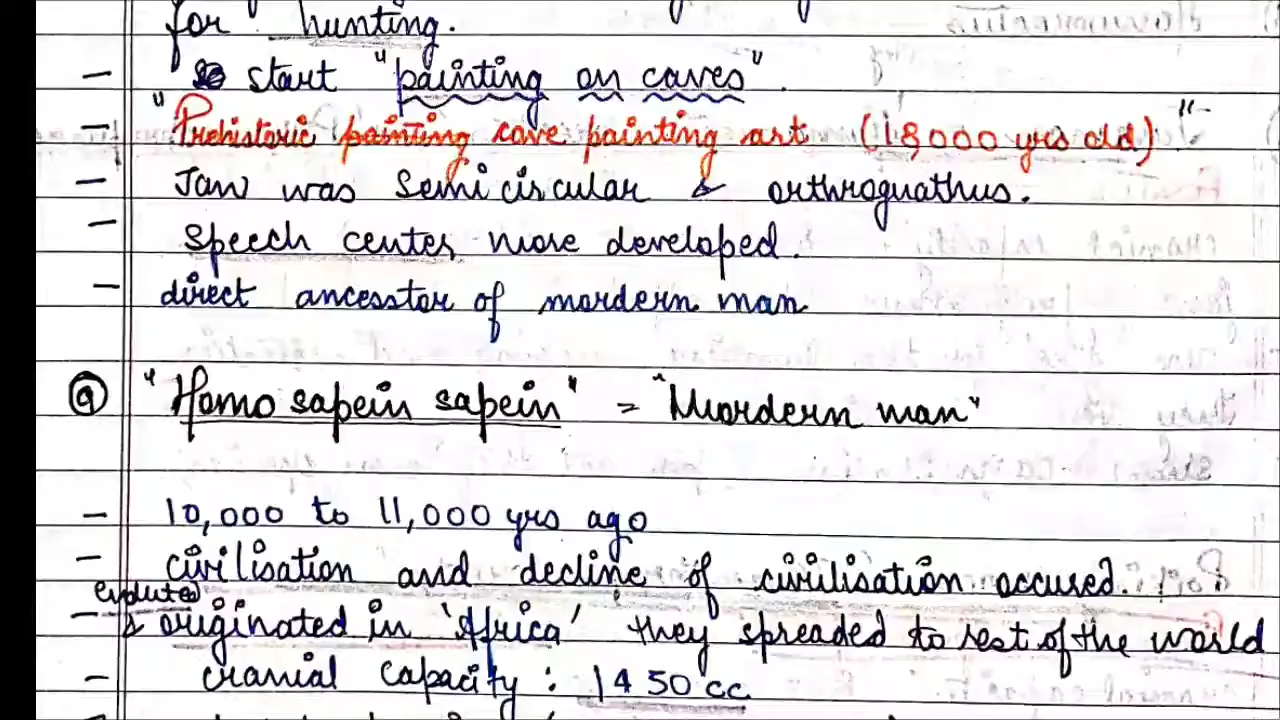 for hunting.
- start "painting on caves".
- "Prehistoric painting cave painting art (18000 yrs old)"
- Jaw was semicircular & orthrognathus.
- speech center more developed.
- direct ancesstor of mordern man
⑨ "Homo sapein sapein" = "Mordern man"
- 10,000 to 11,000 yrs ago
- civilisation and decline of civilisation occured.
evoluted
- & originated in 'Africa' they spreaded to rest of the world
- cranial capacity : 1450 cc